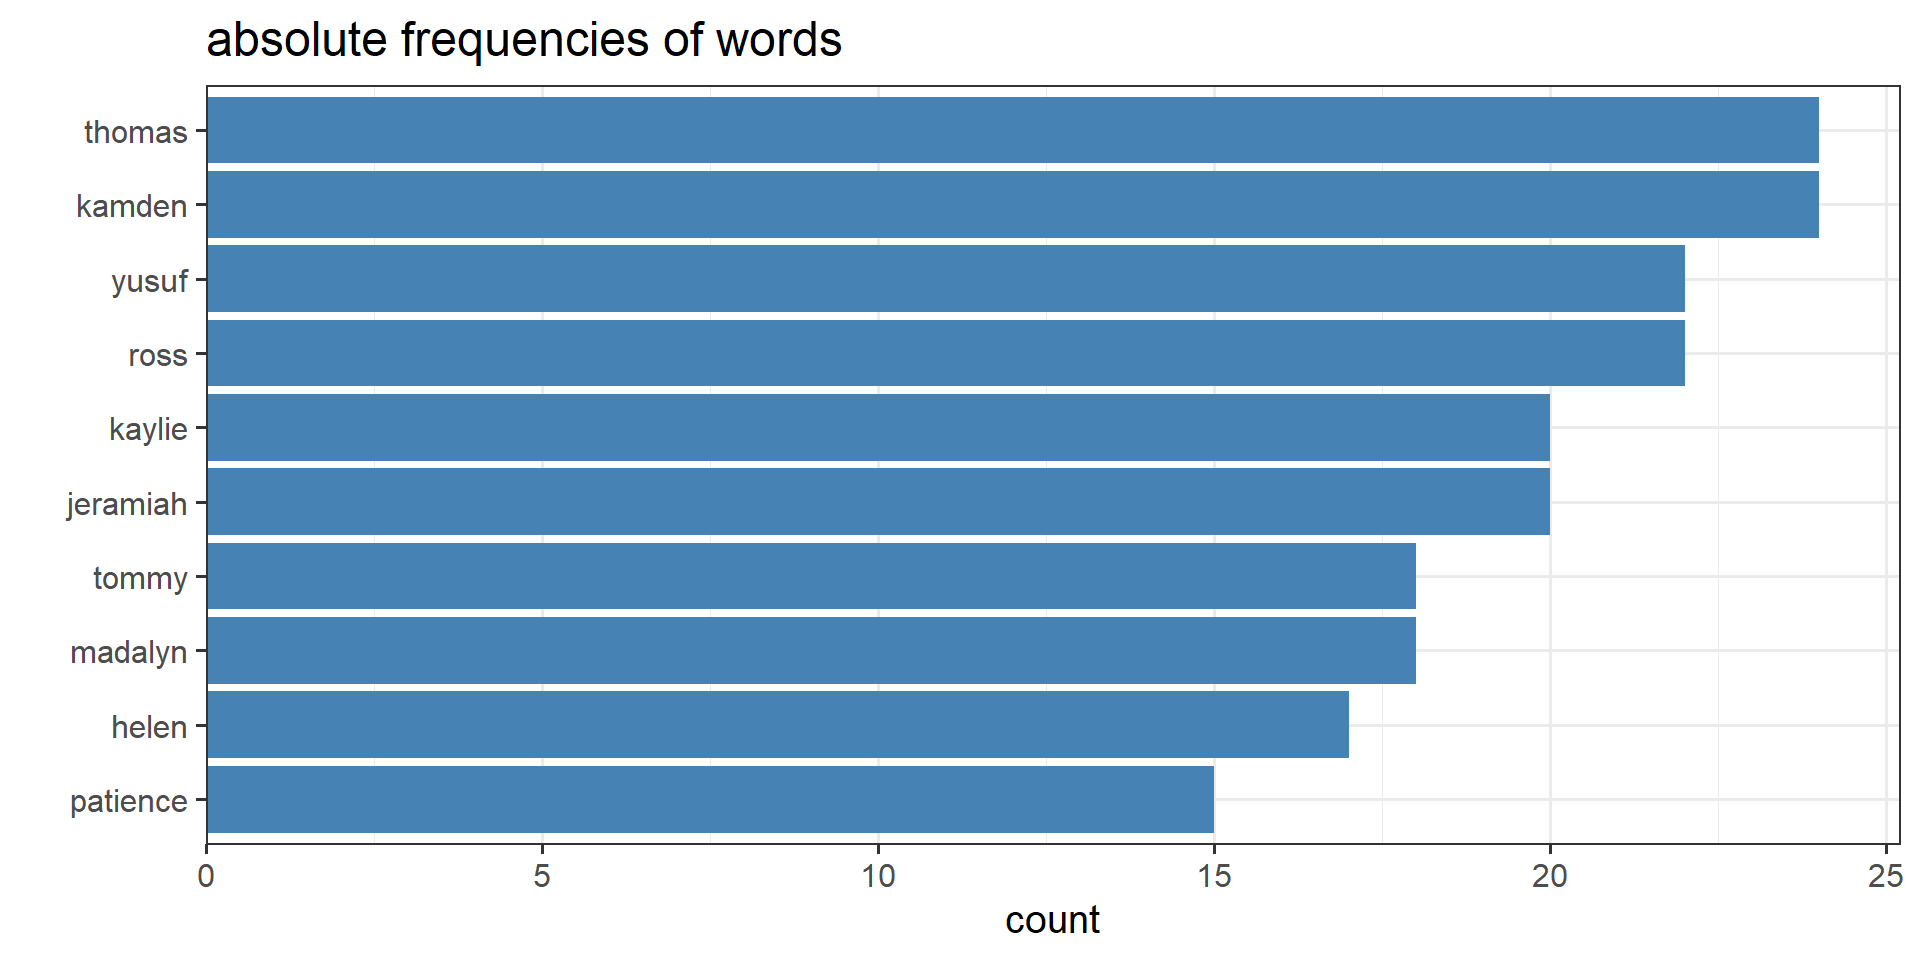 absolute frequencies of words
thomas
kamden
yusuf
ross
kaylie
jeramiah
tommy
madalyn
helen
patience
0 5 10 15 20 25
count